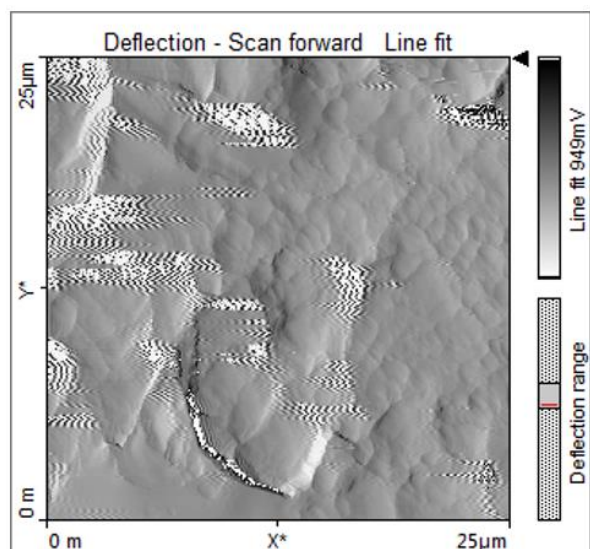 Deflection - Scan forward Line fit
25µm
Y*
0 m
0 m
X*
25µm
Line fit 949mV
Deflection range